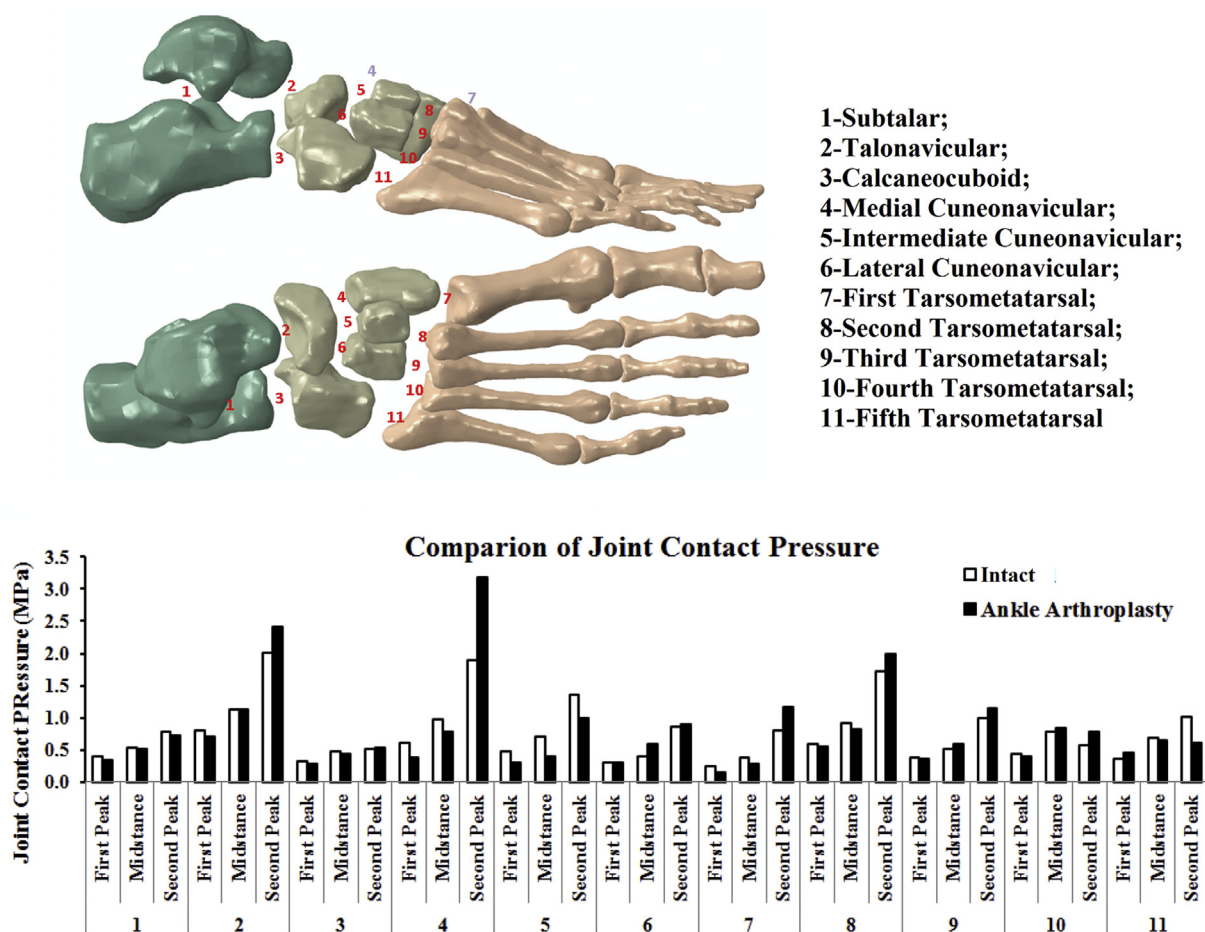 1
2
4
5
6
3
8
7
9
10
11
4
7
2
5
6
8
3
9
1
10
11
1-Subtalar;
2-Talonavicular;
3-Calcaneocuboid;
4-Medial Cuneonavicular;
5-Intermediate Cuneonavicular;
6-Lateral Cuneonavicular;
7-First Tarsometatarsal;
8-Second Tarsometatarsal;
9-Third Tarsometatarsal;
10-Fourth Tarsometatarsal;
11-Fifth Tarsometatarsal
Comparion of Joint Contact Pressure
Intact
Ankle Arthroplasty
Joint Contact PRessure (MPa)
3.5
3.0
2.5
2.0
1.5
1.0
0.5
0.0
First Peak
Midstance
Second Peak
First Peak
Midstance
Second Peak
First Peak
Midstance
Second Peak
First Peak
Midstance
Second Peak
First Peak
Midstance
Second Peak
First Peak
Midstance
Second Peak
First Peak
Midstance
Second Peak
First Peak
Midstance
Second Peak
First Peak
Midstance
Second Peak
First Peak
Midstance
Second Peak
First Peak
Midstance
Second Peak
1 2 3 4 5 6 7 8 9 10 11